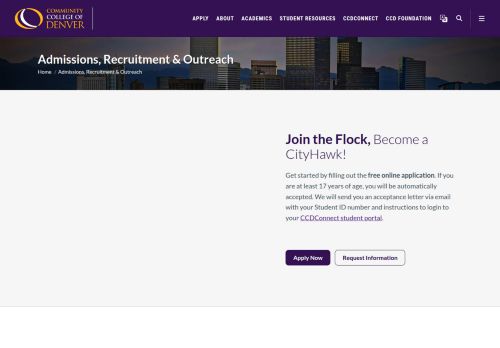 COMMUNITY
COLLEGE OF
DENVER
APPLY ABOUT ACADEMICS STUDENT RESOURCES CCDCONNECT CCD FOUNDATION
Admissions, Recruitment & Outreach
Home / Admissions, Recruitment & Outreach
Join the Flock, Become a
CityHawk!
Get started by filling out the free online application. If you
are at least 17 years of age, you will be automatically
accepted. We will send you an acceptance letter via email
with your Student ID number and instructions to login to
your CCDConnect student portal.
Apply Now Request Information